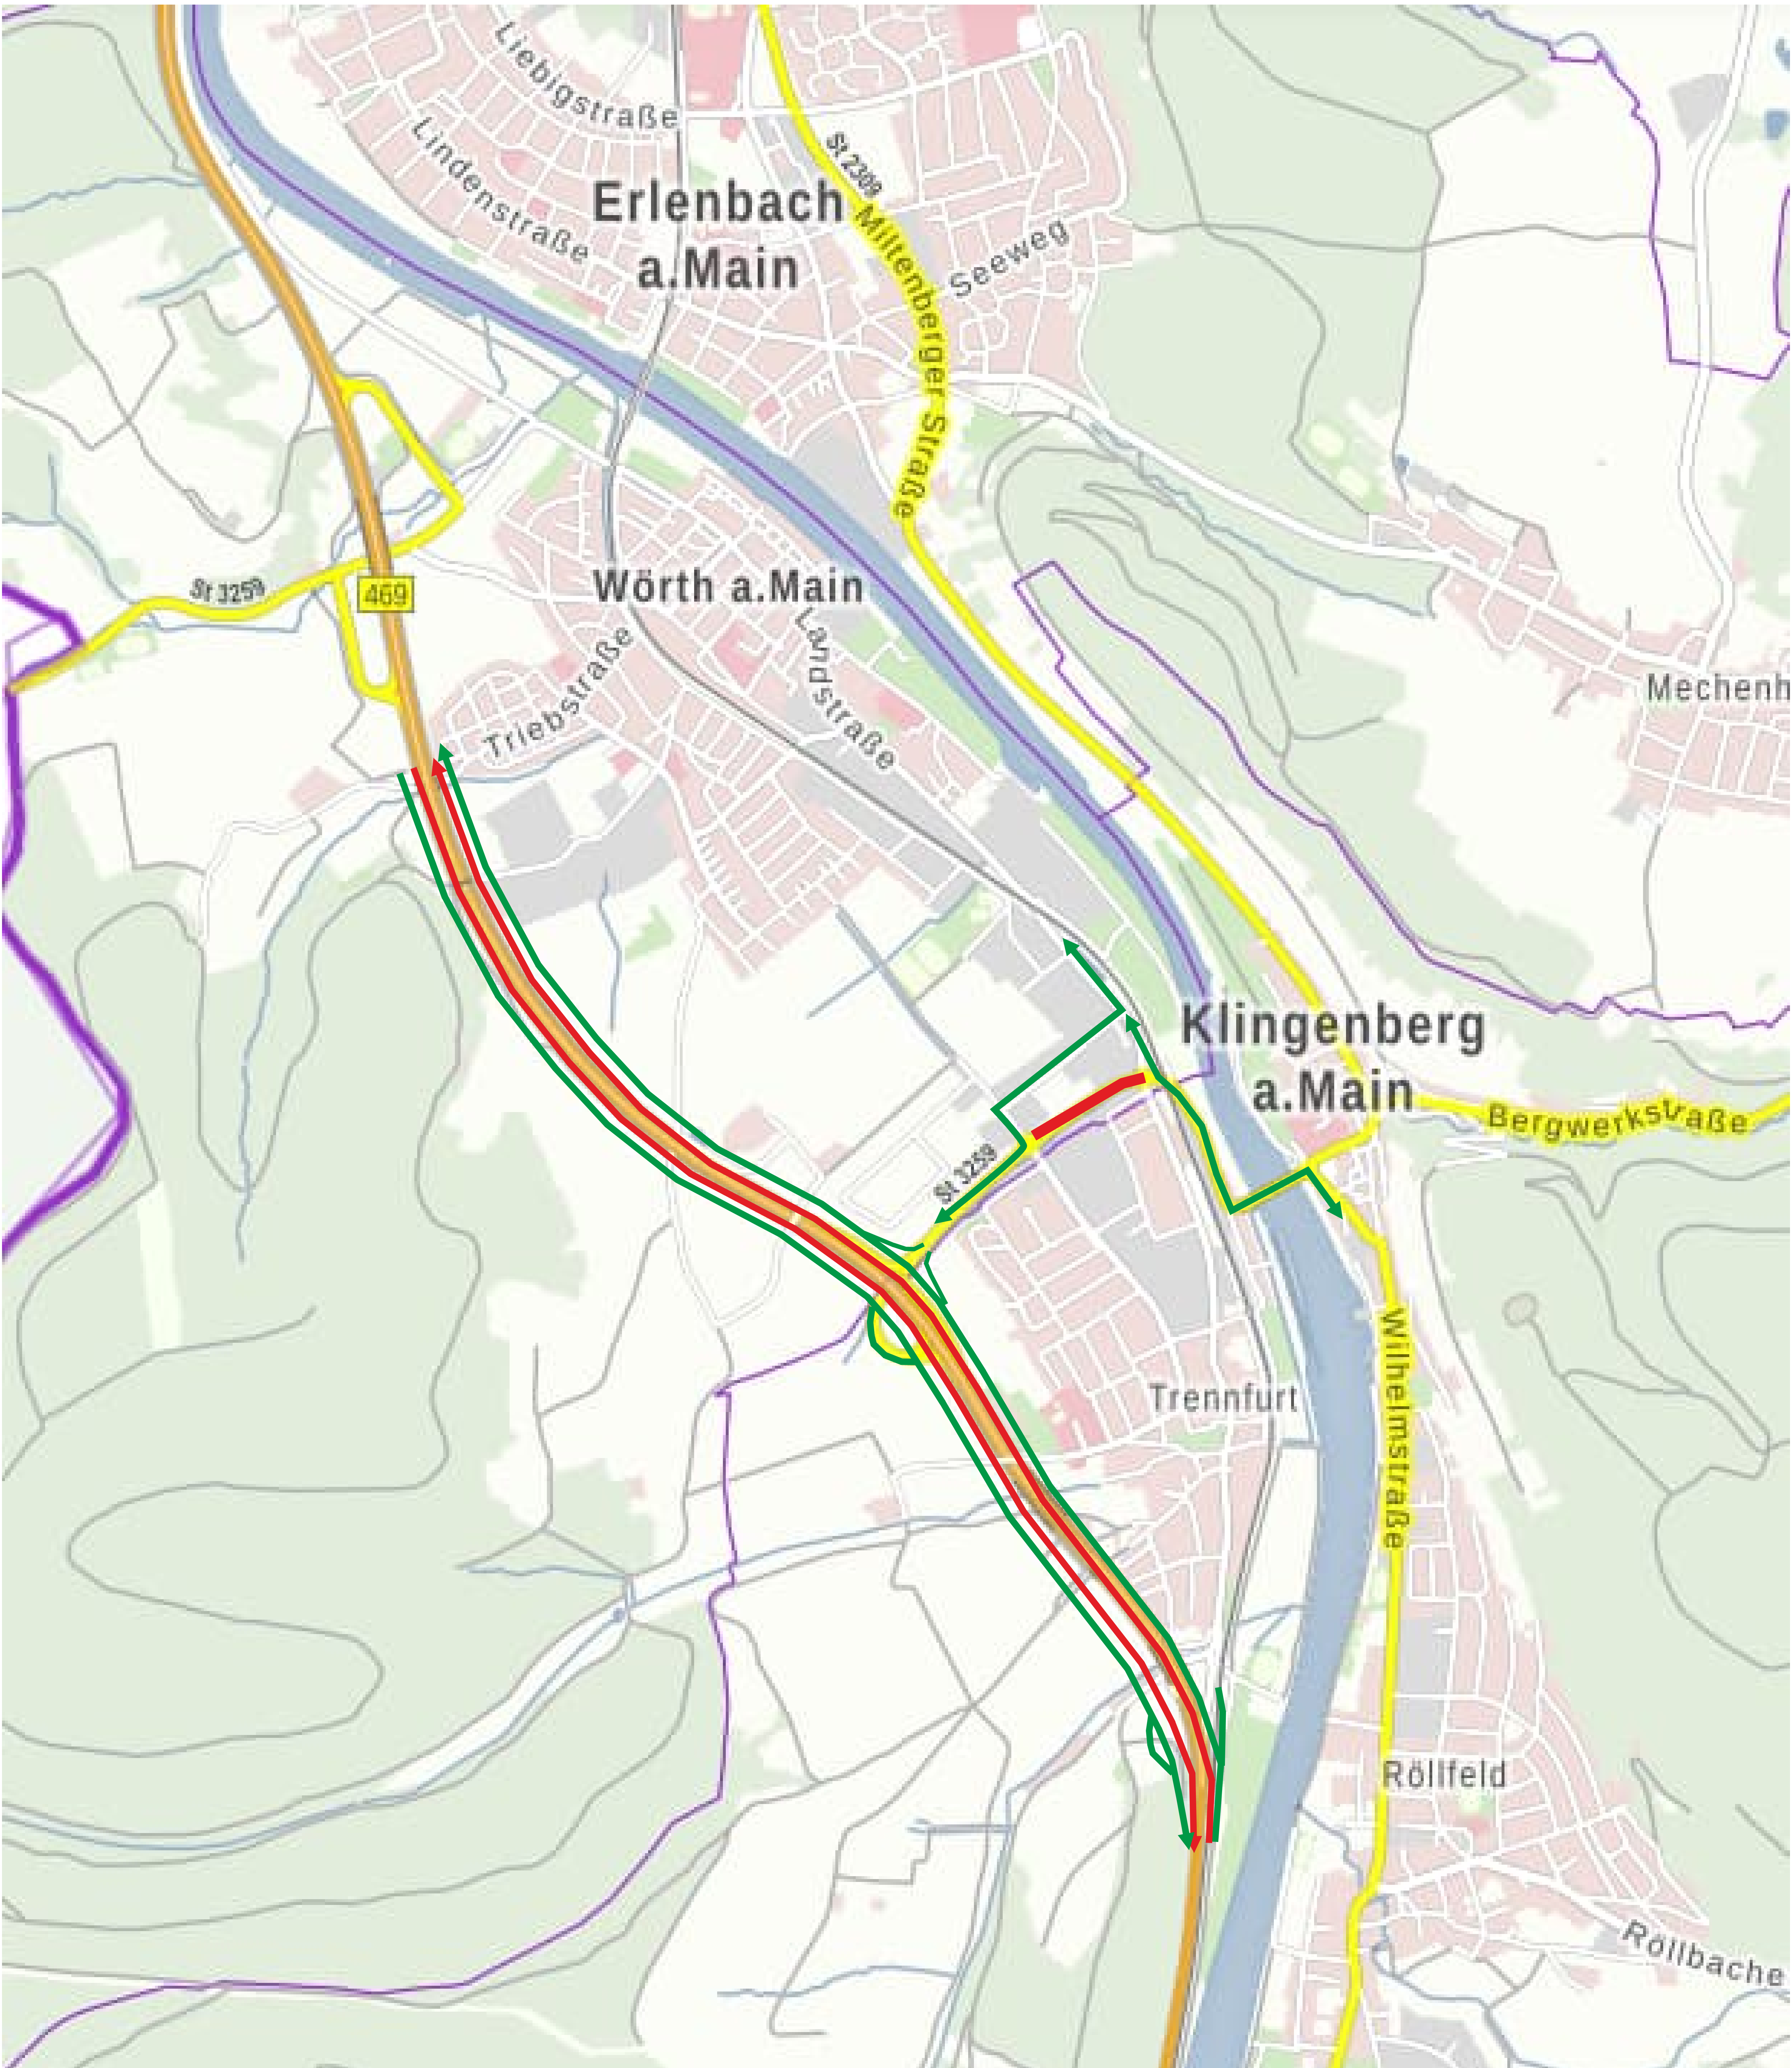 Liebigstraße
Lindenstraße
St 2309
Erlenbach
a.Main
Miltenberger Straße
Seeweg
St 3259
469
Wörth a.Main
Triebstraße
Landstraße
Mechenh
Klingenberg
a.Main
Bergwerkstraße
St 3259
Wilhelmstraße
Trennfurt
Röllfeld
Röllbache